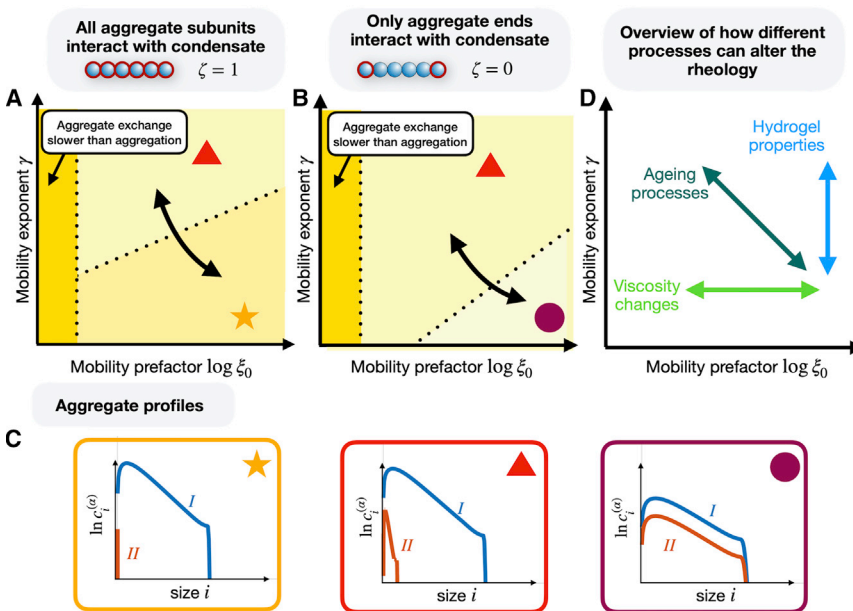 All aggregate subunits
interact with condensate
ζ = 1
Only aggregate ends
interact with condensate
ζ = 0
Overview of how different
processes can alter the
rheology
A
Aggregate exchange
slower than aggregation
Mobility exponent γ
Mobility prefactor log ξ₀
B
Aggregate exchange
slower than aggregation
Mobility exponent γ
Mobility prefactor log ξ₀
D
Hydrogel
properties
Ageing
processes
Viscosity
changes
Mobility exponent γ
Mobility prefactor log ξ₀
Aggregate profiles
C
ln cᵢ⁽ᵅ⁾
I
II
size i
ln cᵢ⁽ᵅ⁾
I
II
size i
ln cᵢ⁽ᵅ⁾
I
II
size i